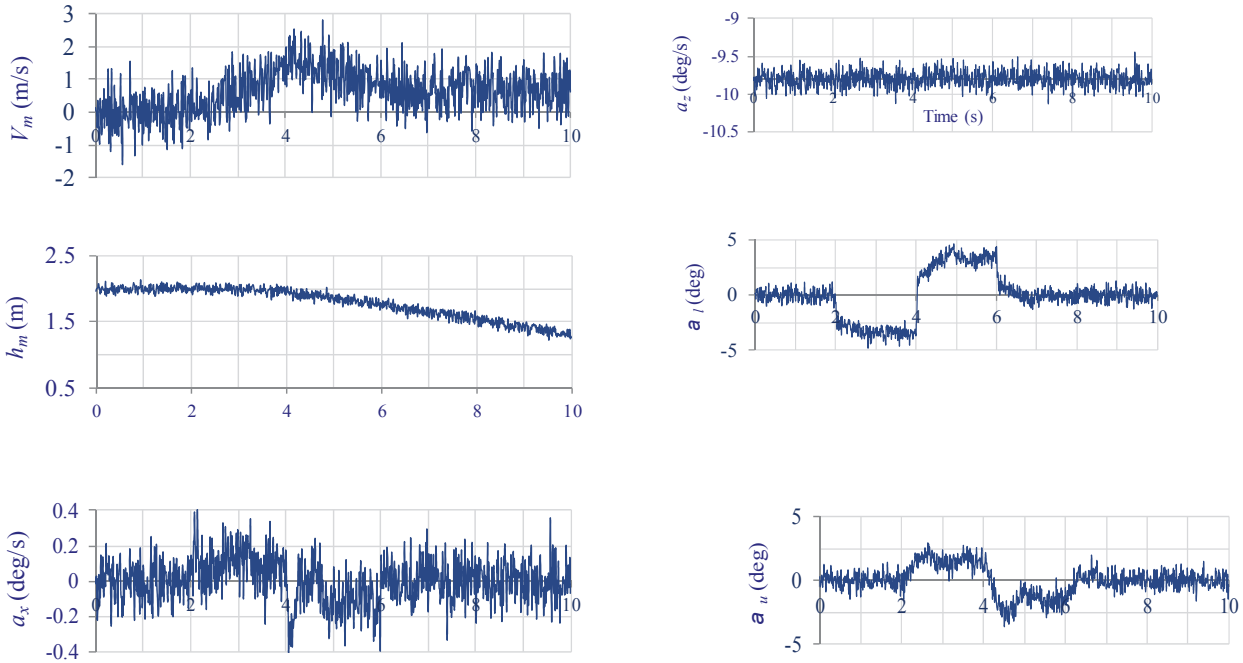 V_m (m/s)
3
2
1
0
-1
-2
0 2 4 6 8 10
a_z (deg/s)
-9
-9.5
-10
-10.5
0 2 4 6 8 10
Time (s)
h_m (m)
2.5
1.5
0.5
0 2 4 6 8 10
a_l (deg)
5
0
-5
0 2 4 6 8 10
a_x (deg/s)
0.4
0.2
0
-0.2
-0.4
0 2 4 6 8 10
a_u (deg)
5
0
-5
0 2 4 6 8 10